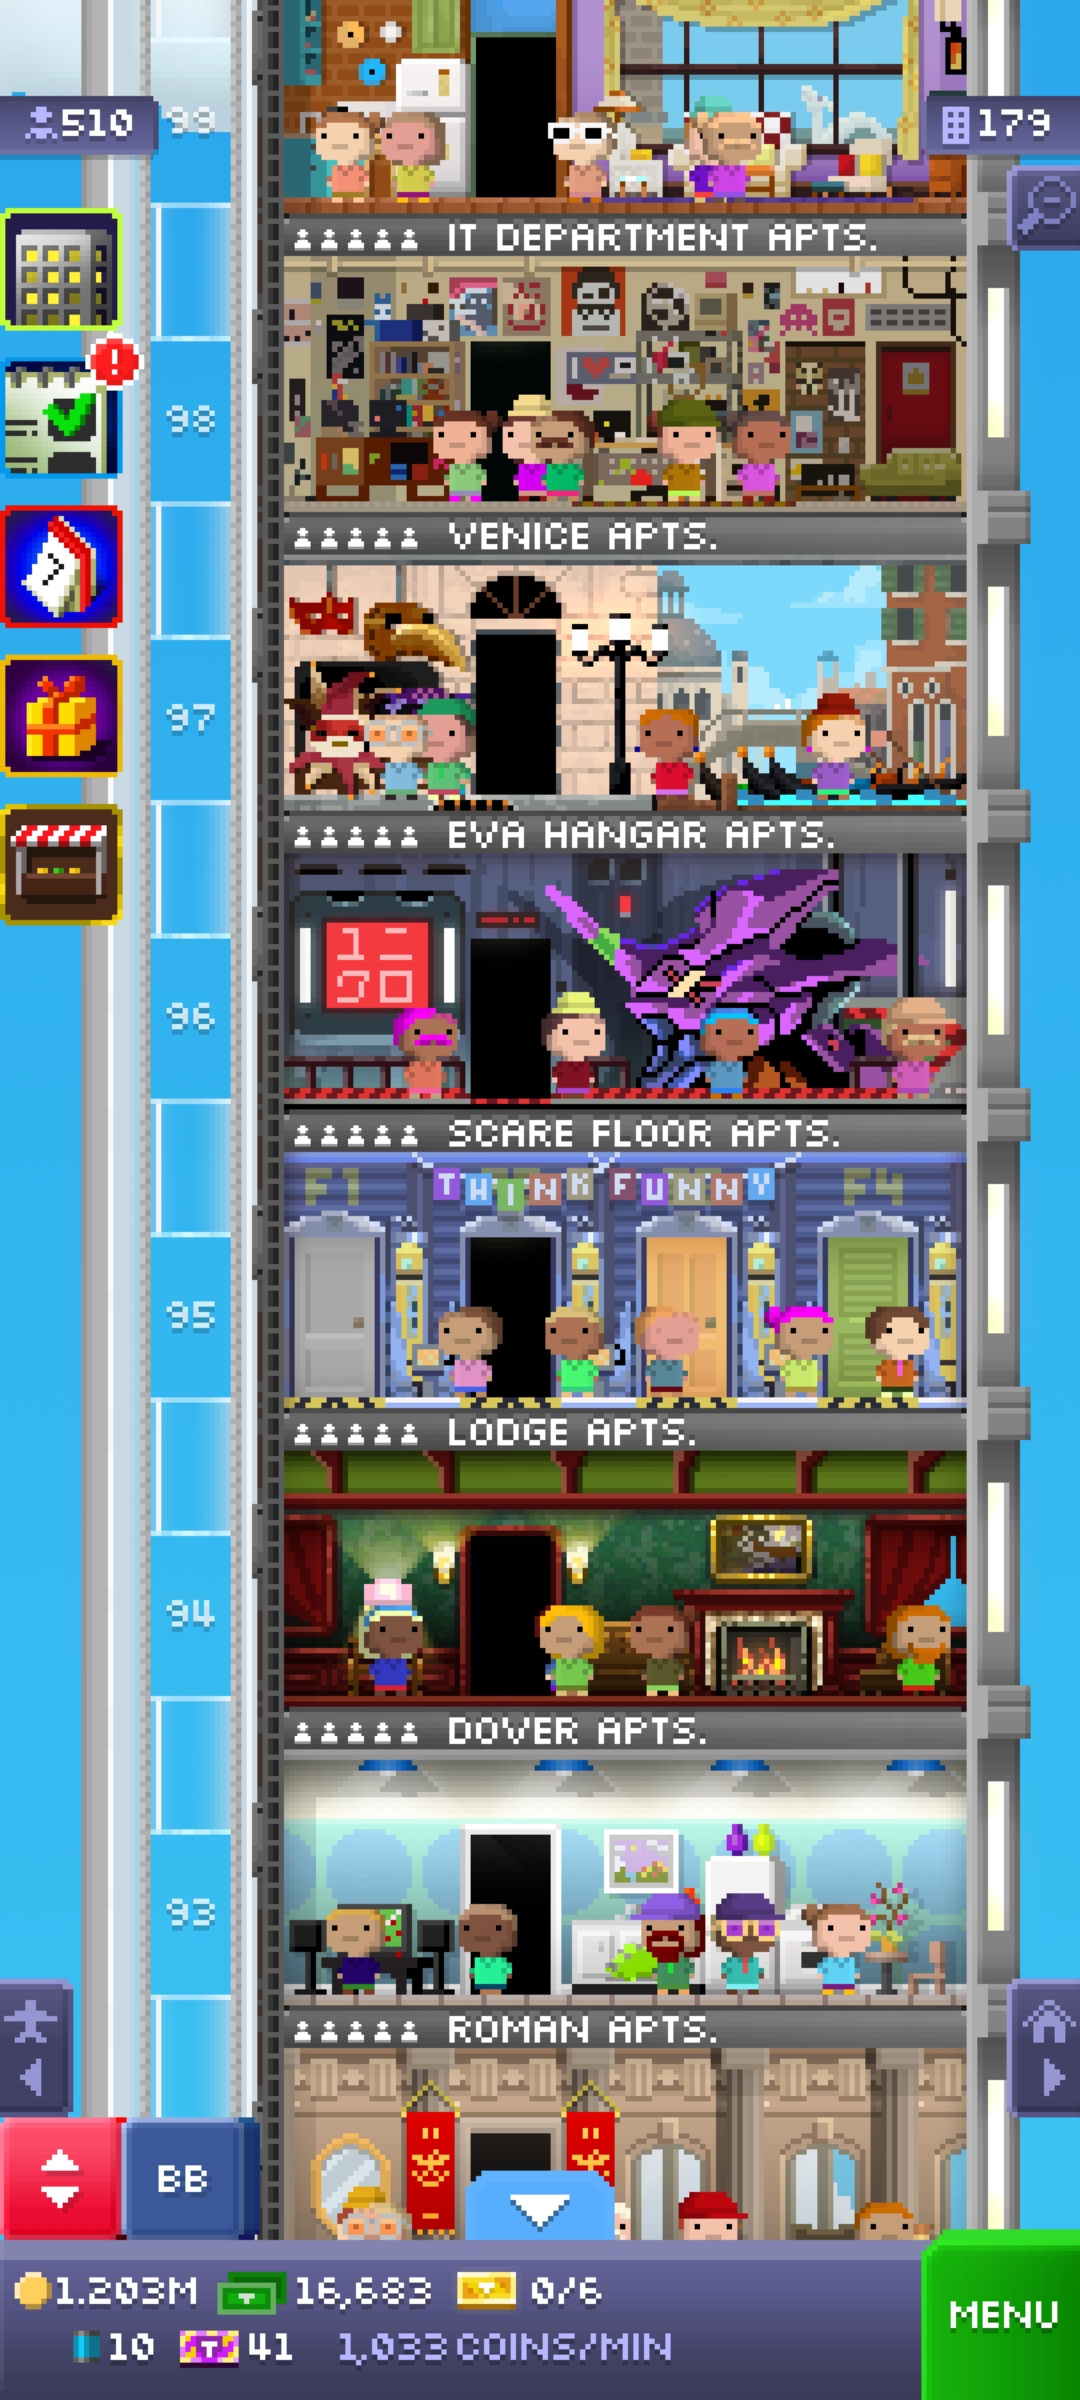 510
99
179
IT DEPARTMENT APTS.
98
VENICE APTS.
97
EVA HANGAR APTS.
96
SCARE FLOOR APTS.
F1
THINK FUNNY
F4
95
LODGE APTS.
94
DOVER APTS.
93
ROMAN APTS.
BB
1.203M
16,683
0/6
10
41
1,033 COINS/MIN
MENU